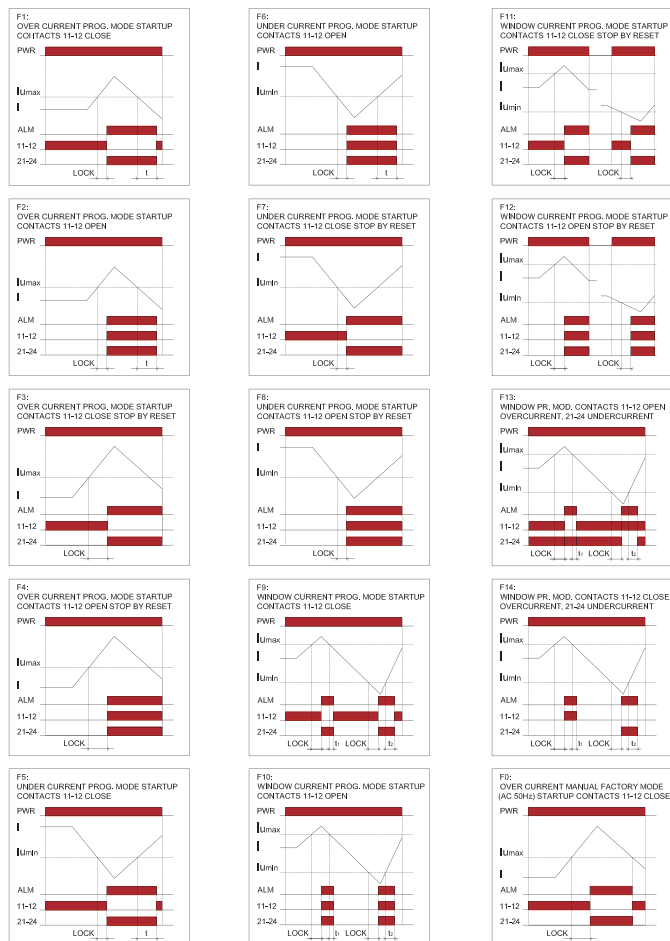 F1:
OVER CURRENT PROG. MODE STARTUP
COIITACTS 11-12 CLOSE
PWR
Iumax
I
ALM
11-12
21-24
LOCK
t
F2:
OVER CURRENT PROG. MODE STARTUP
CONTACTS 11-12 OPEN
PWR
Iumax
I
ALM
11-12
21-24
LOCK
t
F3:
OVER CURRENT PROG, MODE STARTUP
CONTACTS 11-12 CLOSE STOP BY RESET
PWR
Iumax
I
ALM
11-12
21-24
LOCK
F4:
OVER CURRENT PROG, MODE STARTUP
CONTACTS 11-12 OPEN STOP BY RESET
PWR
Iumax
I
ALM
11-12
21-24
LOCK
F5:
UNDER CURRENT PROG. MODE STARTUP
CONTACTS 11-12 CLOSE
PWR
I
IumIn
ALM
11-12
21-24
LOCK
t
F6:
UNDER CURRENT PROG. MODE STARTUP
CONTACTS 11-12 OPEN
PWR
I
IumIn
ALM
11-12
21-24
LOCK
t
F7:
UNDER CURRENT PROG. MODE STARTUP
CONTACTS 11-12 CLOSE STOP BY RESET
PWR
I
IumIn
ALM
11-12
21-24
LOCK
F8:
UNDER CURRENT PROG, MODE STARTUP
CONTACTS 11-12 OPEN STOP BY RESET
PWR
I
IumIn
ALM
11-12
21-24
LOCK
F9:
WINDOW CURRENT PROG, MODE STARTUP
CONTACTS 11-12 CLOSE
PWR
Iumax
I
IumIn
ALM
11-12
21-24
LOCK
t1
LOCK
t2
F10:
WINDOW CURRENT PROG. MODE STARTUP
CONTACTS 11-12 OPEN
PWR
Iumax
I
IumIn
ALM
11-12
21-24
LOCK
t1
LOCK
t2
F11:
WINDOW CURRENT PROG. MODE STARTUP
CONTACTS 11-12 CLOSE STOP BY RESET
PWR
Iumax
I
IumIn
ALM
11-12
21-24
LOCK
LOCK
F12:
WINDOW CURRENT PROG. MODE STARTUP
CONTACTS 11-12 OPEN STOP BY RESET
PWR
Iumax
I
IumIn
ALM
11-12
21-24
LOCK
LOCK
F13:
WINDOW PR, MOD. CONTACTS 11-12 OPEN
OVERCURRENT, 21-24 UNDERCURRENT
PWR
Iumax
I
IumIn
ALM
11-12
21-24
LOCK
t1
LOCK
t2
F14:
WINDOW PR, MOD. CONTACTS 11-12 CLOSE
OVERCURRENT, 21-24 UNDERCURRENT
PWR
Iumax
I
IumIn
ALM
11-12
21-24
LOCK
t1
LOCK
t2
F0:
OVER CURRENT MANUAL FACTORY MODE
(AC 50Hz) STARTUP CONTACTS 11-12 CLOSE
PWR
Iumax
I
ALM
11-12
21-24
LOCK